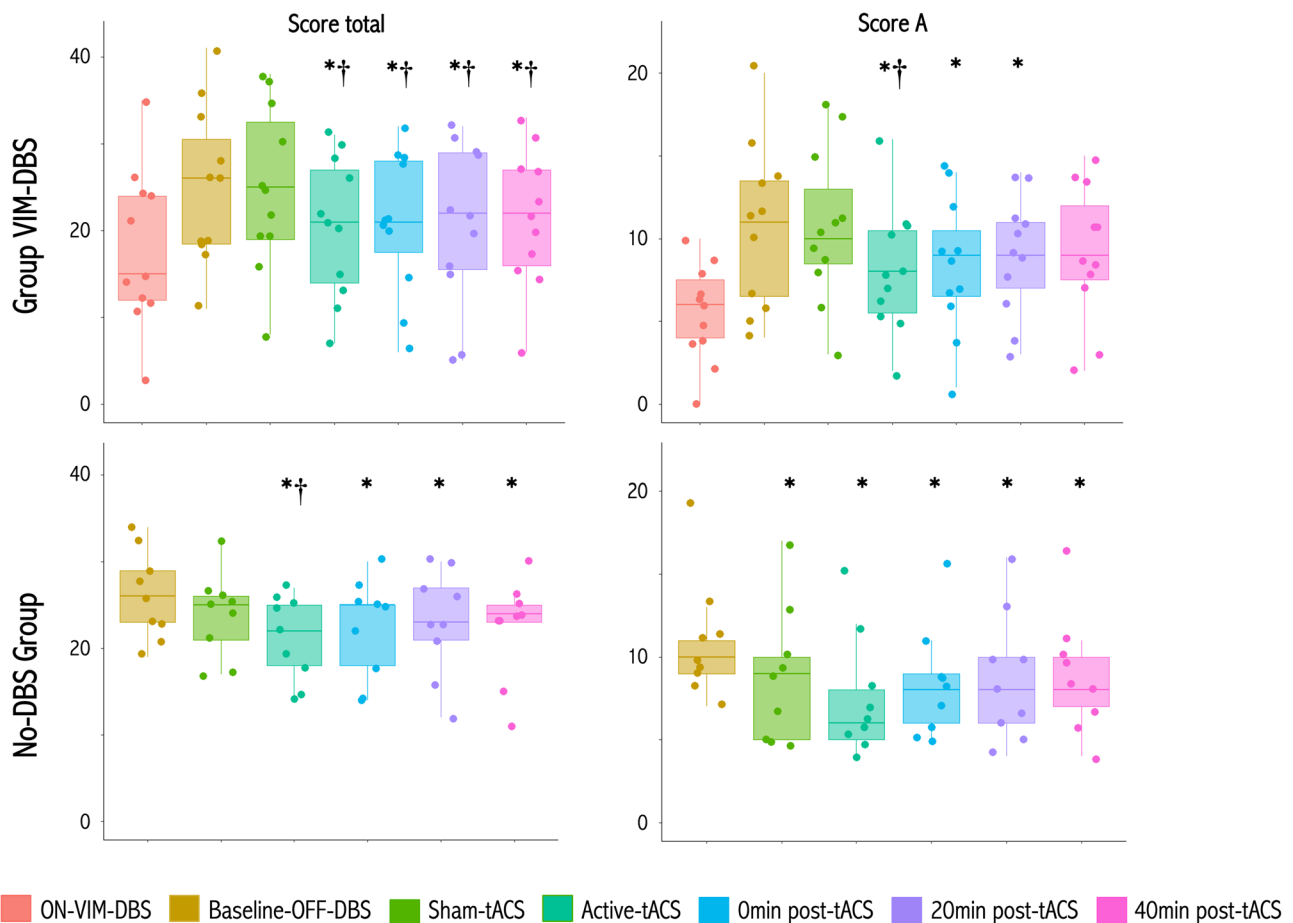 Score total
Score A
Group VIM-DBS
40
20
0
*† *† *† *†
20
10
0
*† * *
No-DBS Group
40
20
0
*† * * *
20
10
0
* * * * *
ON-VIM-DBS Baseline-OFF-DBS Sham-tACS Active-tACS 0min post-tACS 20min post-tACS 40min post-tACS